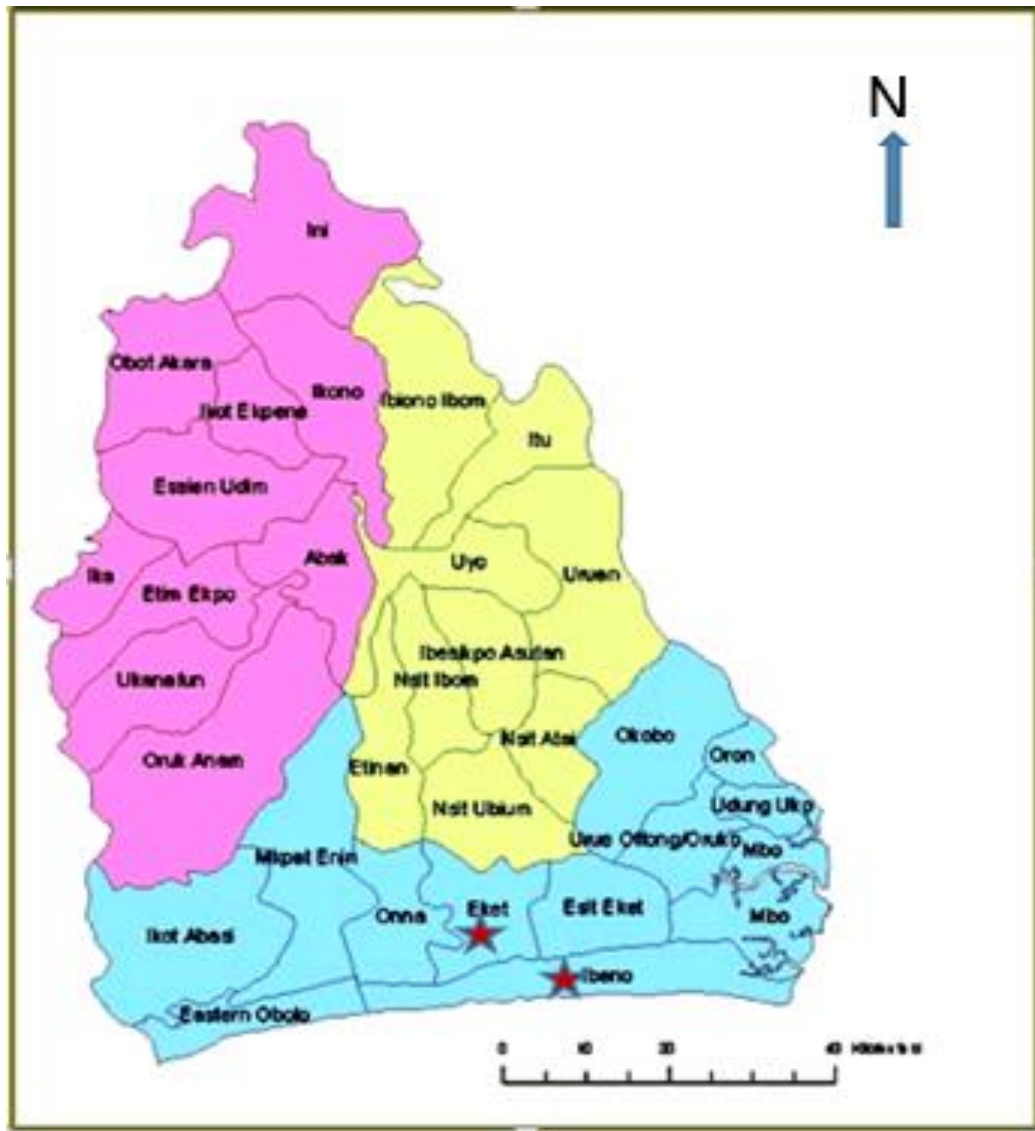 N
Ini
Obot Akara
Ikono
Ibiono Ibom
Ikot Ekpene
Itu
Essien Udim
Abak
Uyo
Uruan
Ika
Etim Ekpo
Ibesikpo Asutan
Ukanafun
Nsit Ibom
Nsit Atai
Okobo
Oron
Oruk Anam
Etinan
Nsit Ubium
Udung Uko
Urue Offong/Oruko
Mbo
Mkpat Enin
Onna
Eket
Esit Eket
Mbo
Ikot Abasi
Ibeno
Eastern Obolo
0 10 20 40